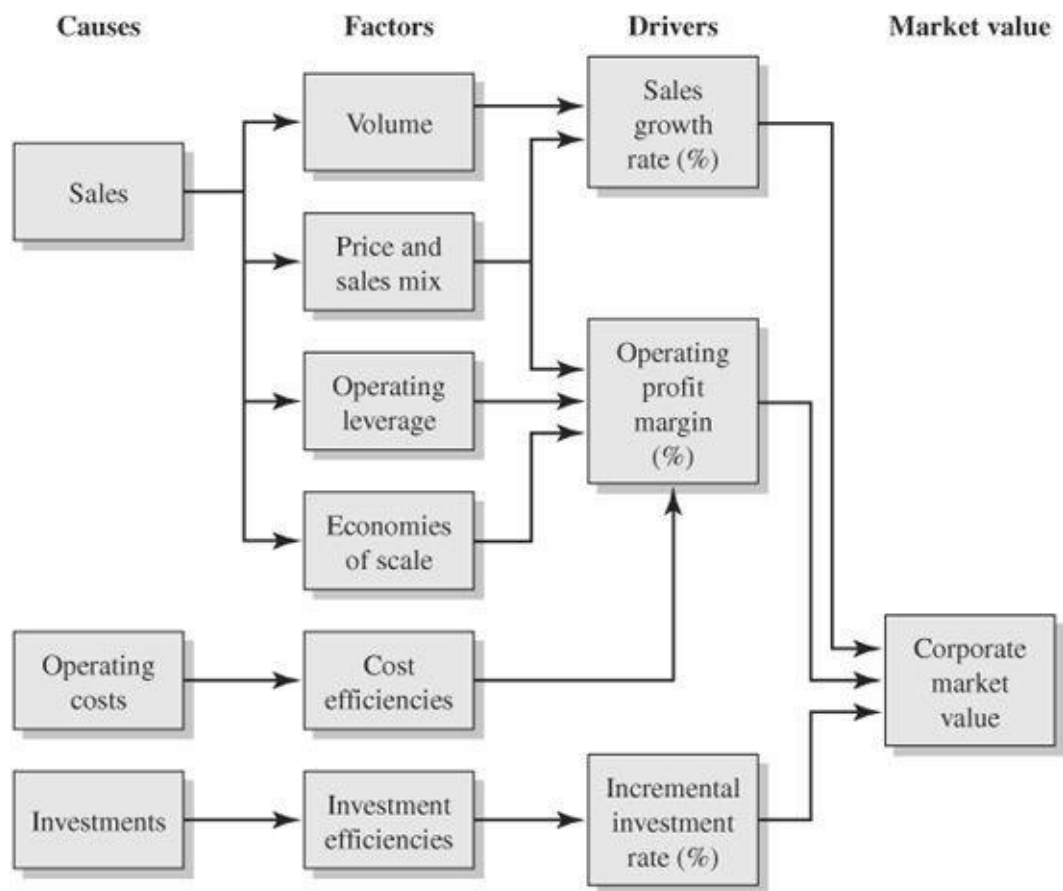 Causes
Factors
Drivers
Market value
Sales
Volume
Price and
sales mix
Operating
leverage
Economies
of scale
Operating
costs
Cost
efficiencies
Investments
Investment
efficiencies
Sales
growth
rate (%)
Operating
profit
margin
(%)
Incremental
investment
rate (%)
Corporate
market
value